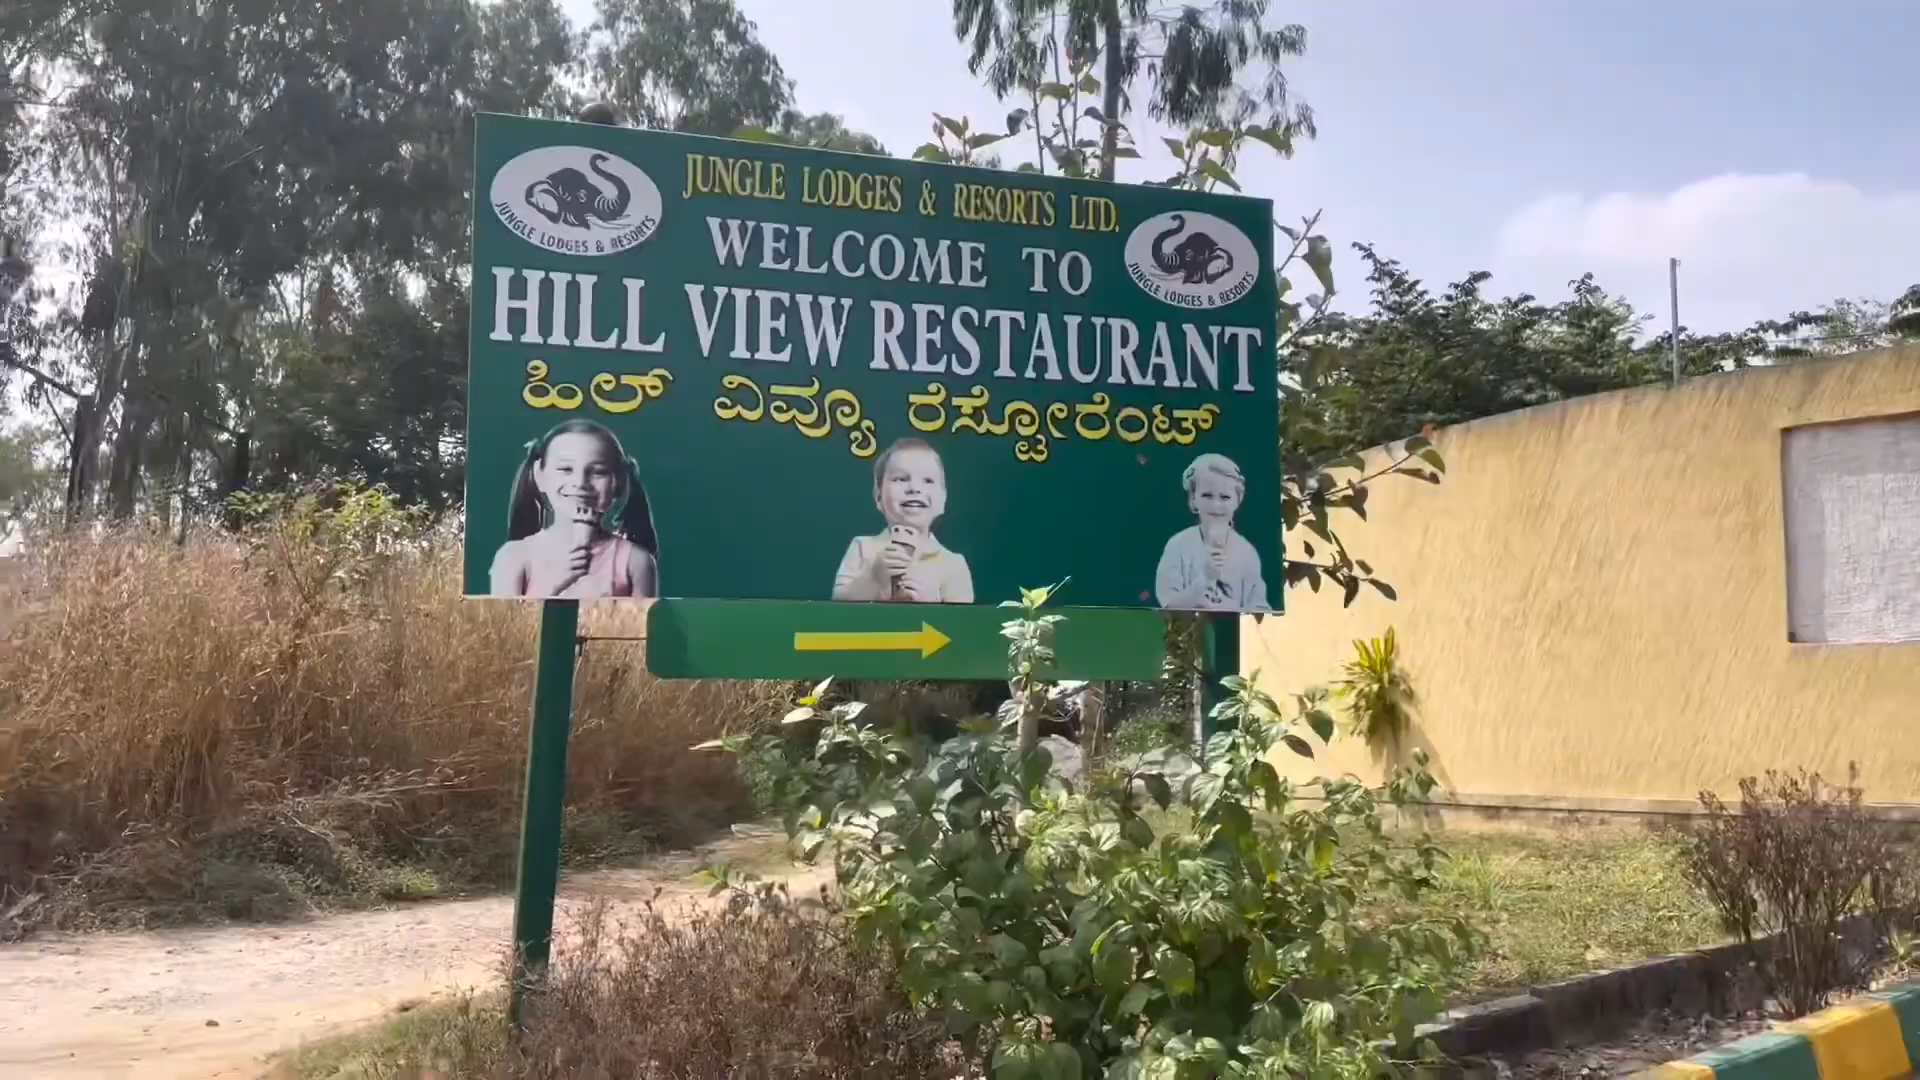 JUNGLE LODGES & RESORTS LTD.
JUNGLE LODGES & RESORTS
JUNGLE LODGES & RESORTS
WELCOME TO
HILL VIEW RESTAURANT
ಹಿಲ್ ವಿವ್ಯೂ ರೆಸ್ಟೋರೆಂಟ್